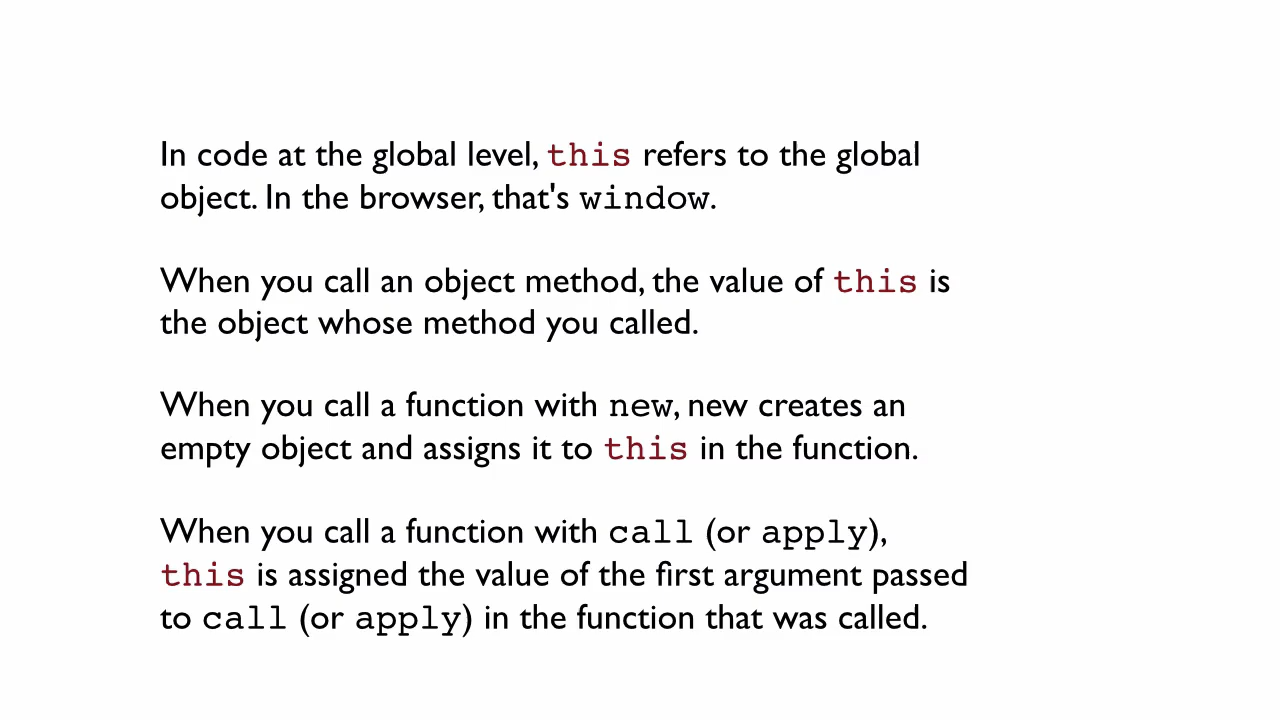 In code at the global level, this refers to the global
object. In the browser, that's window.
When you call an object method, the value of this is
the object whose method you called.
When you call a function with new, new creates an
empty object and assigns it to this in the function.
When you call a function with call (or apply),
this is assigned the value of the first argument passed
to call (or apply) in the function that was called.